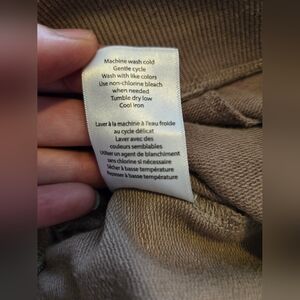 Machine wash cold
Gentle cycle
Wash with like colors
Use non-chlorine bleach
when needed
Tumble dry low
Cool Iron
Laver à la machine à l'eau froide
au cycle délicat
Laver avec des
couleurs semblables
Utiliser un agent de blanchiment
sans chlorine si nécessaire
Sécher à basse température
Repasser à basse température